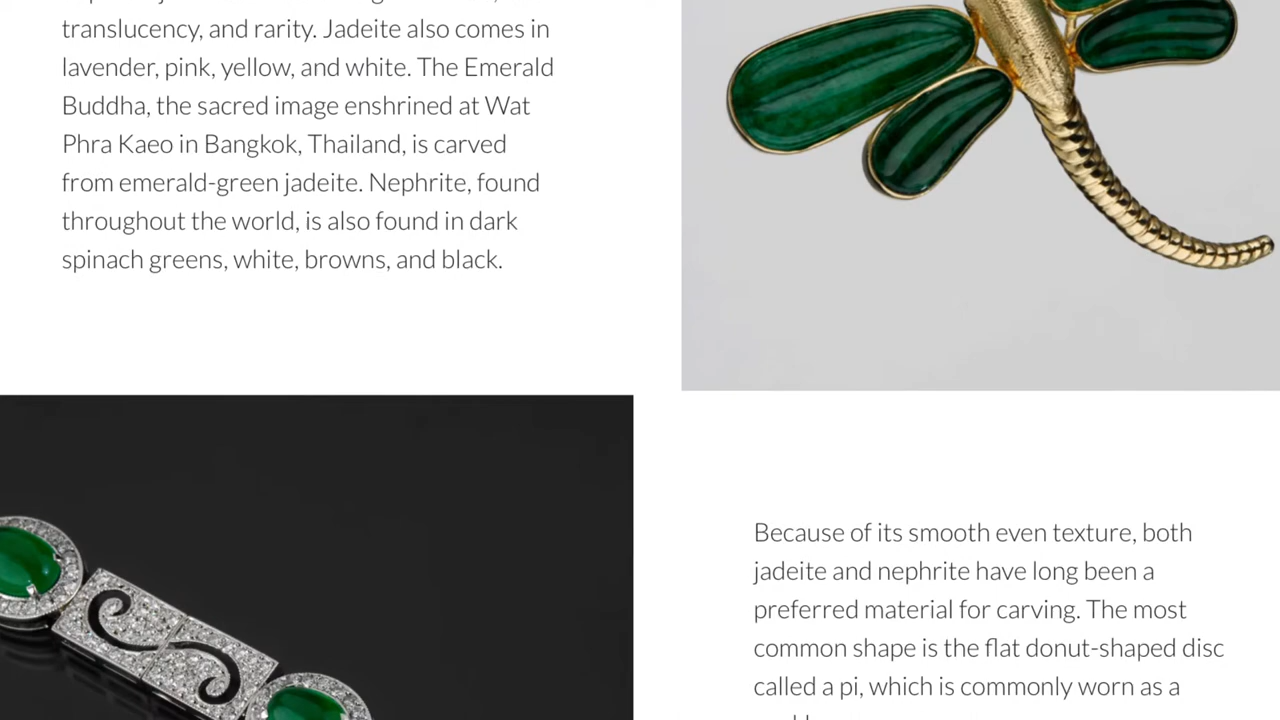 translucency, and rarity. Jadeite also comes in
lavender, pink, yellow, and white. The Emerald
Buddha, the sacred image enshrined at Wat
Phra Kaeo in Bangkok, Thailand, is carved
from emerald-green jadeite. Nephrite, found
throughout the world, is also found in dark
spinach greens, white, browns, and black.
Because of its smooth even texture, both
jadeite and nephrite have long been a
preferred material for carving. The most
common shape is the flat donut-shaped disc
called a pi, which is commonly worn as a